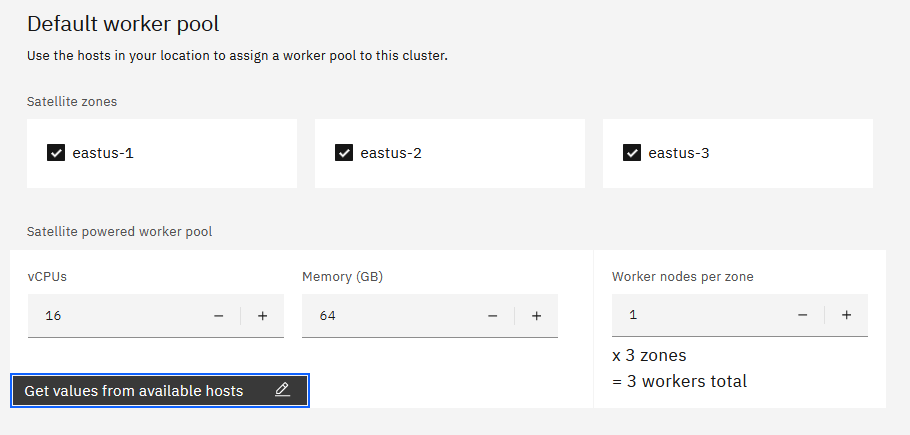 Default worker pool
Use the hosts in your location to assign a worker pool to this cluster.
Satellite zones
eastus-1
eastus-2
eastus-3
Satellite powered worker pool
vCPUs
Memory (GB)
Worker nodes per zone
16
64
1
x 3 zones
= 3 workers total
Get values from available hosts